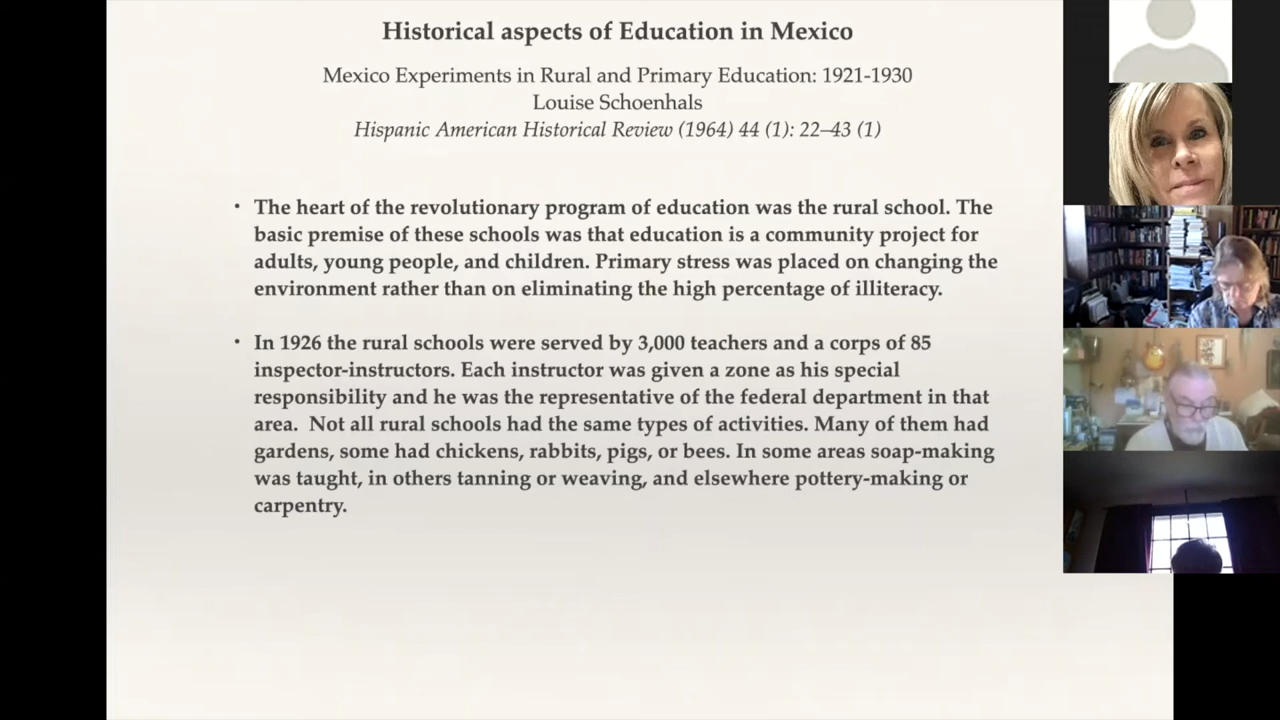 Historical aspects of Education in Mexico
Mexico Experiments in Rural and Primary Education: 1921-1930
Louise Schoenhals
Hispanic American Historical Review (1964) 44 (1): 22–43 (1)
• The heart of the revolutionary program of education was the rural school. The
basic premise of these schools was that education is a community project for
adults, young people, and children. Primary stress was placed on changing the
environment rather than on eliminating the high percentage of illiteracy.
• In 1926 the rural schools were served by 3,000 teachers and a corps of 85
inspector-instructors. Each instructor was given a zone as his special
responsibility and he was the representative of the federal department in that
area.  Not all rural schools had the same types of activities. Many of them had
gardens, some had chickens, rabbits, pigs, or bees. In some areas soap-making
was taught, in others tanning or weaving, and elsewhere pottery-making or
carpentry.